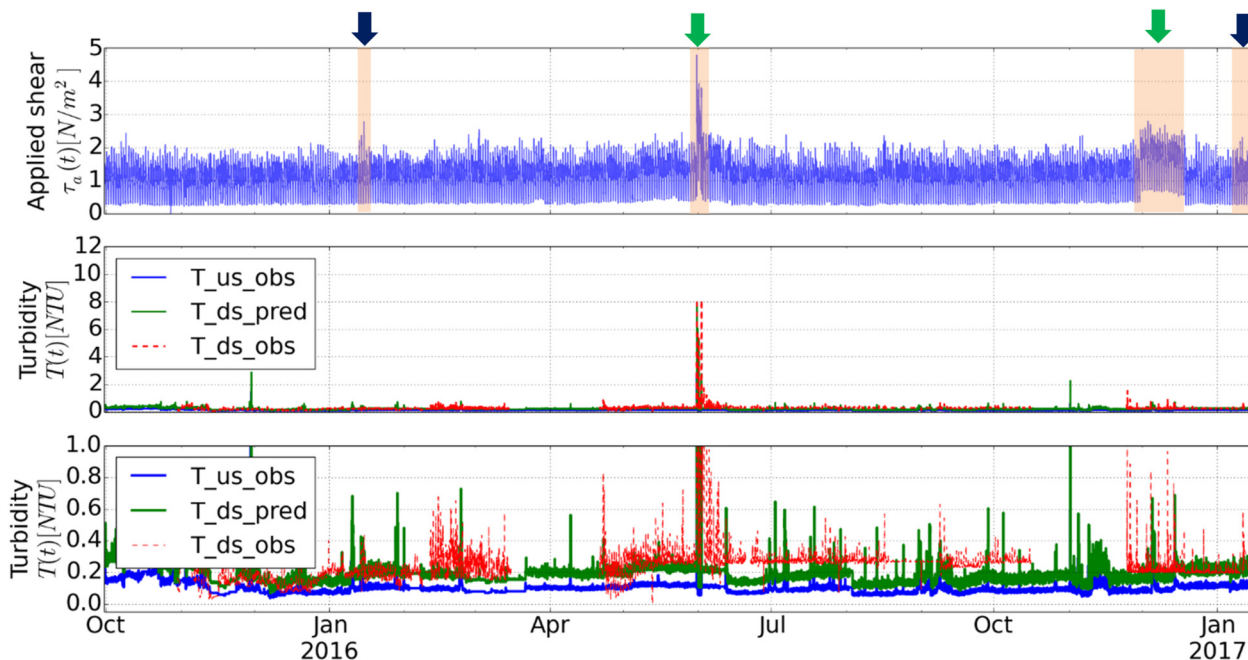 Applied shear
τ_a(t)[N/m²]
5
4
3
2
1
0
Turbidity
T(t)[NTU]
12
10
8
6
4
2
0
T_us_obs
T_ds_pred
T_ds_obs
Turbidity
T(t)[NTU]
1.0
0.8
0.6
0.4
0.2
0.0
T_us_obs
T_ds_pred
T_ds_obs
Oct Jan Apr Jul Oct Jan
2016 2017